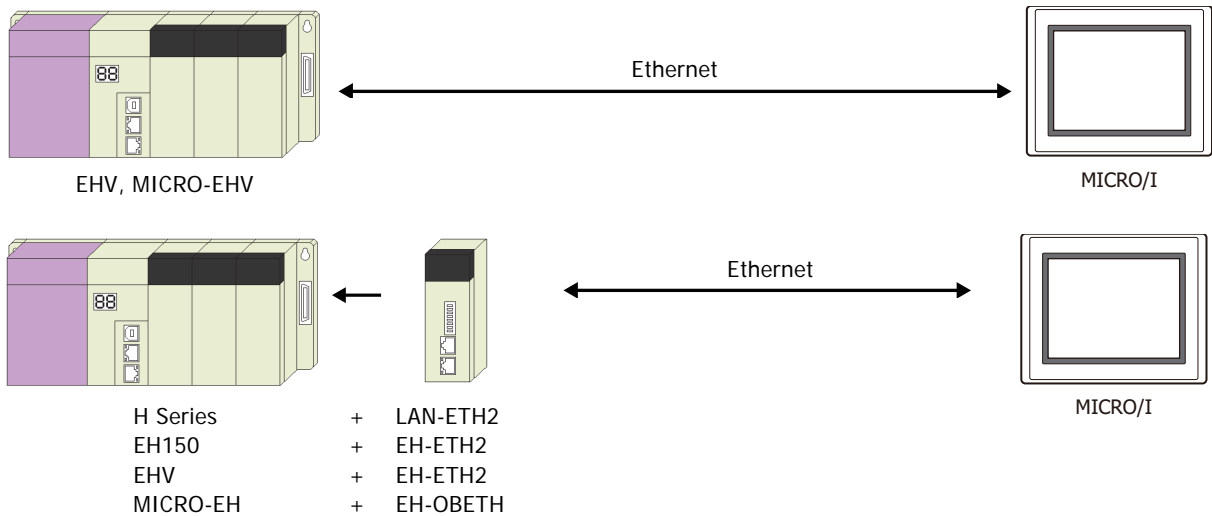 88
Ethernet
EHV, MICRO-EHV
MICRO/I
88
Ethernet
MICRO/I
H Series + LAN-ETH2
EH150 + EH-ETH2
EHV + EH-ETH2
MICRO-EH + EH-OBETH